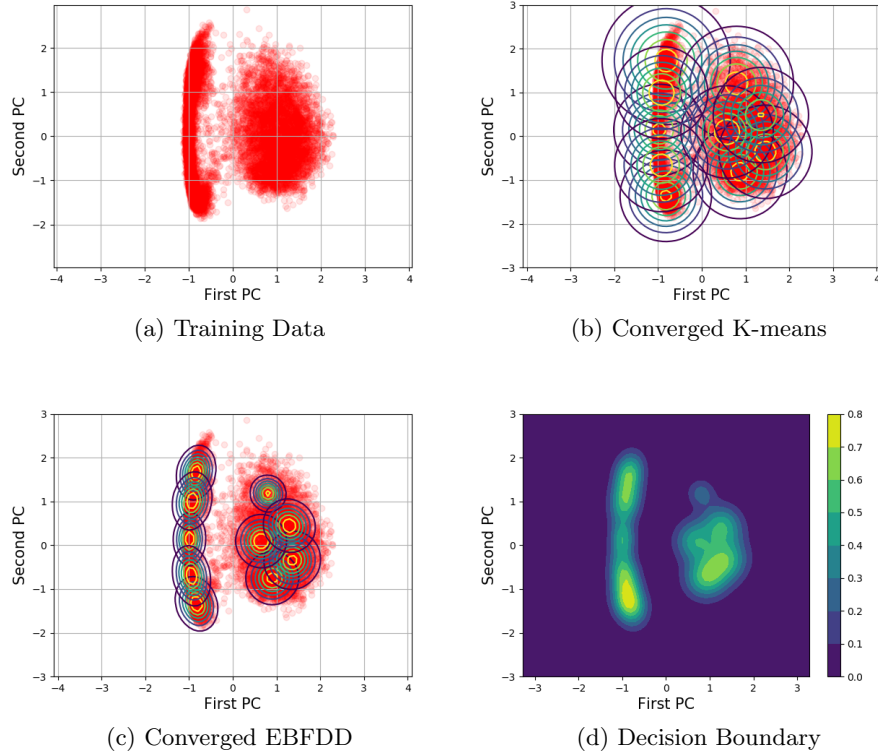 3
2
1
0
−1
−2
Second PC
−4 −3 −2 −1 0 1 2 3 4
First PC
(a) Training Data
3
2
1
0
−1
−2
−3
Second PC
−4 −3 −2 −1 0 1 2 3 4
First PC
(b) Converged K-means
3
2
1
0
−1
−2
−3
Second PC
−4 −3 −2 −1 0 1 2 3 4
First PC
(c) Converged EBFDD
3
2
1
0
−1
−2
−3
Second PC
−3 −2 −1 0 1 2 3
First PC
0.8
0.7
0.6
0.5
0.4
0.3
0.2
0.1
0.0
(d) Decision Boundary